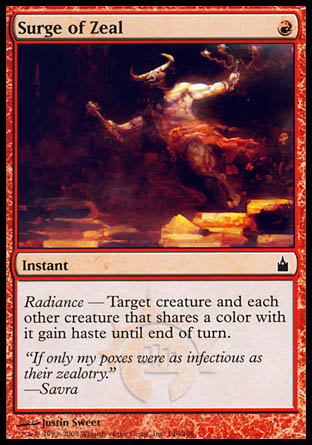 Surge of Zeal
Instant
Radiance — Target creature and each
other creature that shares a color with
it gain haste until end of turn.
"If only my poxes were as infectious as
their zealotry."
—Savra
Justin Sweet